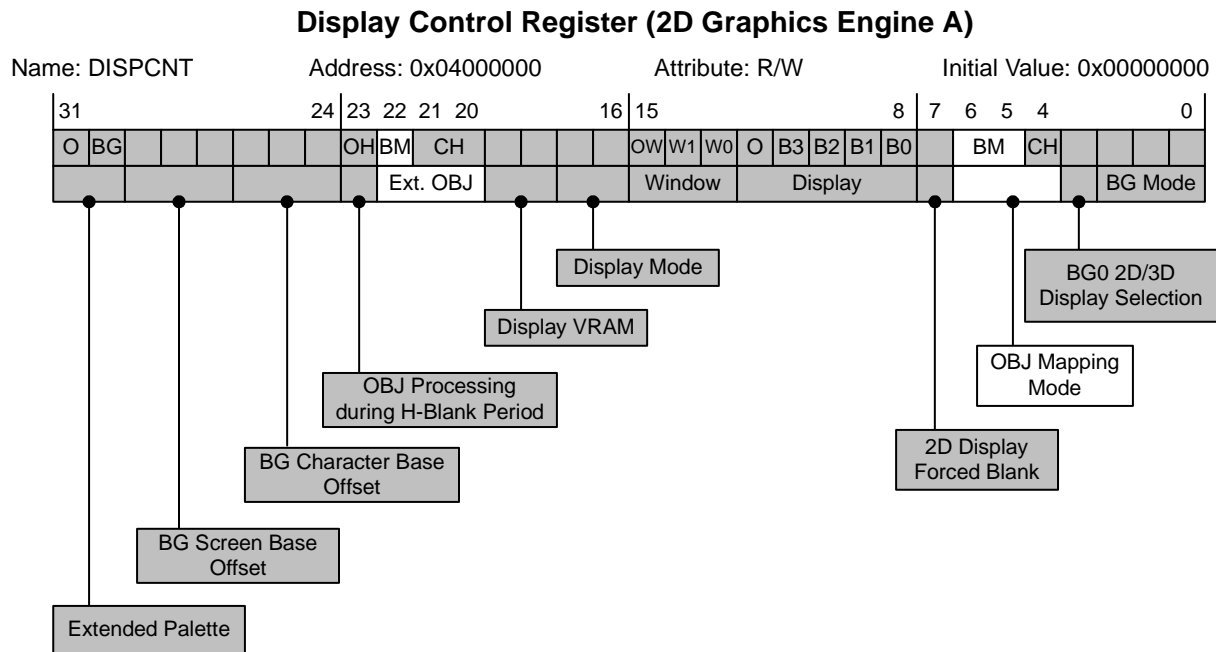 Display Control Register (2D Graphics Engine A)
Name: DISPCNT Address: 0x04000000 Attribute: R/W Initial Value: 0x00000000
31 24 23 22 21 20 16 15 8 7 6 5 4 0
O BG OH BM CH OW W1 W0 O B3 B2 B1 B0 BM CH
Ext. OBJ Window Display BG Mode
Display Mode
BG0 2D/3D
Display Selection
Display VRAM
OBJ Mapping
Mode
OBJ Processing
during H-Blank Period
2D Display
Forced Blank
BG Character Base
Offset
BG Screen Base
Offset
Extended Palette